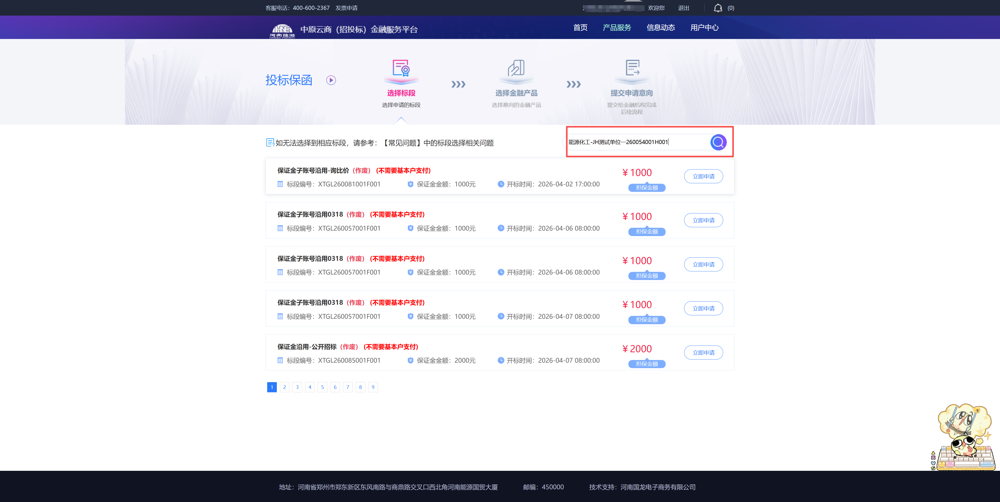 客服电话：400-600-2367 发票申请 欢迎您 退出 (0)
河南能源
HENAN ENERGY
中原云商（招投标）金融服务平台
首页 产品服务 信息动态 用户中心
投标保函
选择标段
选择申请的标段
选择金融产品
选择意向的金融产品
提交申请意向
提交给金融机构完成
后续流程
如无法选择到相应标段，请参考：【常见问题】中的标段选择相关问题
能源化工-JH测试单位一260054001H001
保证金子账号沿用-询比价（作废）(不需要基本户支付)
标段编号：XTGL260081001F001 保证金金额：1000元 开标时间：2026-04-02 17:00:00
¥1000
担保金额
立即申请
保证金子账号沿用0318（作废）(不需要基本户支付)
标段编号：XTGL260057001F001 保证金金额：1000元 开标时间：2026-04-06 08:00:00
¥1000
担保金额
立即申请
保证金子账号沿用0318（作废）(不需要基本户支付)
标段编号：XTGL260057001F001 保证金金额：1000元 开标时间：2026-04-06 08:00:00
¥1000
担保金额
立即申请
保证金子账号沿用0318（作废）(不需要基本户支付)
标段编号：XTGL260057001F001 保证金金额：1000元 开标时间：2026-04-07 08:00:00
¥1000
担保金额
立即申请
保证金沿用-公开招标（作废）(不需要基本户支付)
标段编号：XTGL260085001F001 保证金金额：2000元 开标时间：2026-04-07 08:00:00
¥2000
担保金额
立即申请
1 2 3 4 5 6 7 8 9
英
地址：河南省郑州市郑东新区东风南路与商鼎路交叉口西北角河南能源国贸大厦 邮编：450000 技术支持：河南国龙电子商务有限公司